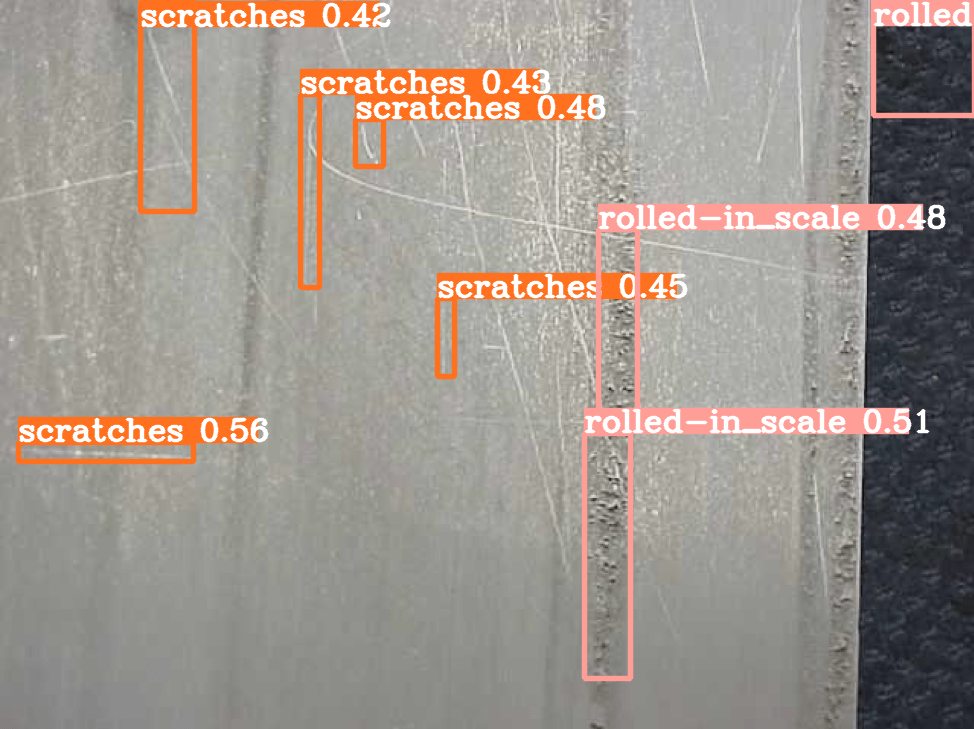 scratches 0.42
rolled
scratches 0.43
scratches 0.48
rolled-in_scale 0.48
scratches 0.45
rolled-in_scale 0.51
scratches 0.56